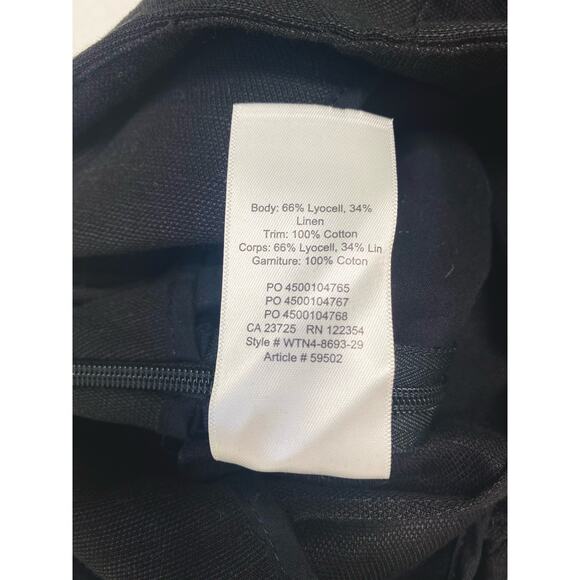 Body: 66% Lyocell, 34%
Linen
Trim: 100% Cotton
Corps: 66% Lyocell, 34% Lin
Garniture: 100% Coton
PO 4500104765
PO 4500104767
PO 4500104768
CA 23725 RN 122354
Style # WTN4-8693-29
Article # 59502